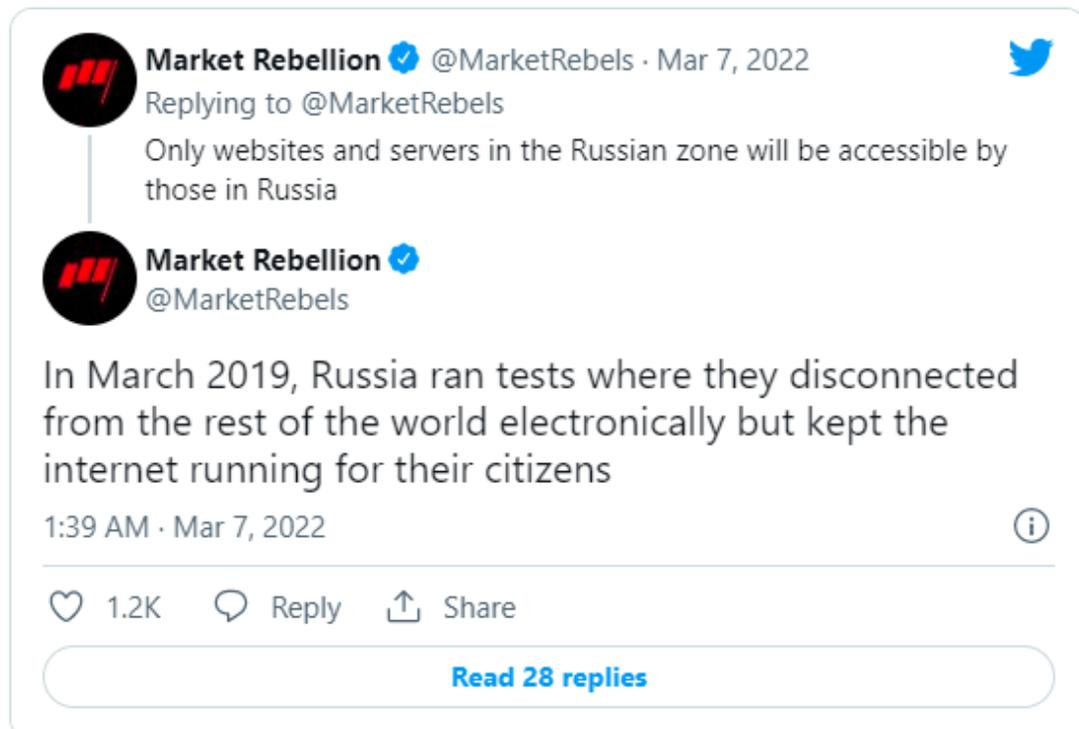 Market Rebellion @MarketRebels · Mar 7, 2022
Replying to @MarketRebels
Only websites and servers in the Russian zone will be accessible by
those in Russia
Market Rebellion
@MarketRebels
In March 2019, Russia ran tests where they disconnected
from the rest of the world electronically but kept the
internet running for their citizens
1:39 AM · Mar 7, 2022
1.2K Reply Share
Read 28 replies